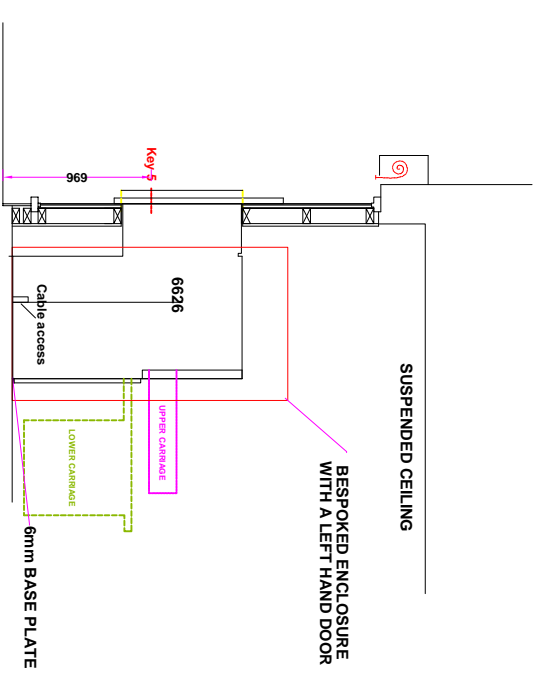 SUSPENDED CEILING
BESPOKED ENCLOSURE
WITH A LEFT HAND DOOR
6626
Key 5
UPPER CARRIAGE
969
LOWER CARRIAGE
Cable access
6mm BASE PLATE